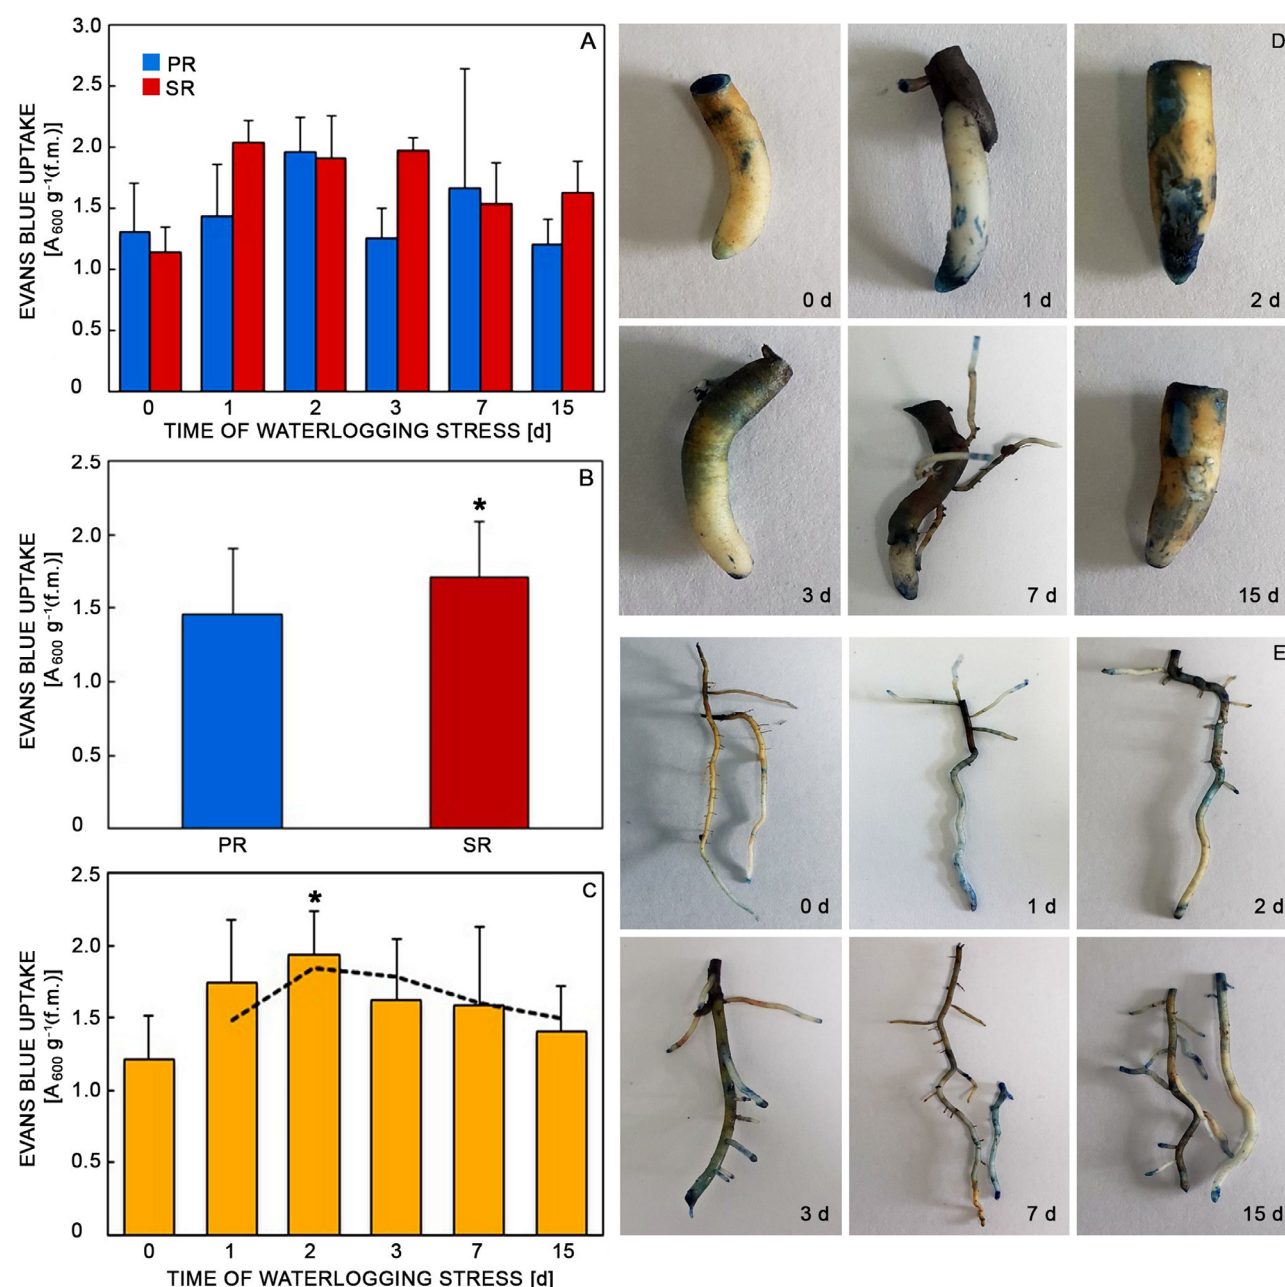 A
3.0
2.5
2.0
1.5
1.0
0.5
0
PR
SR
EVANS BLUE UPTAKE
[A600 g⁻¹(f.m.)]
0 1 2 3 7 15
TIME OF WATERLOGGING STRESS [d]
B
2.5
2.0
1.5
1.0
0.5
0
*
EVANS BLUE UPTAKE
[A600 g⁻¹(f.m.)]
PR SR
C
2.5
2.0
1.5
1.0
0.5
0
*
EVANS BLUE UPTAKE
[A600 g⁻¹(f.m.)]
0 1 2 3 7 15
TIME OF WATERLOGGING STRESS [d]
D
0 d 1 d 2 d
3 d 7 d 15 d
E
0 d 1 d 2 d
3 d 7 d 15 d